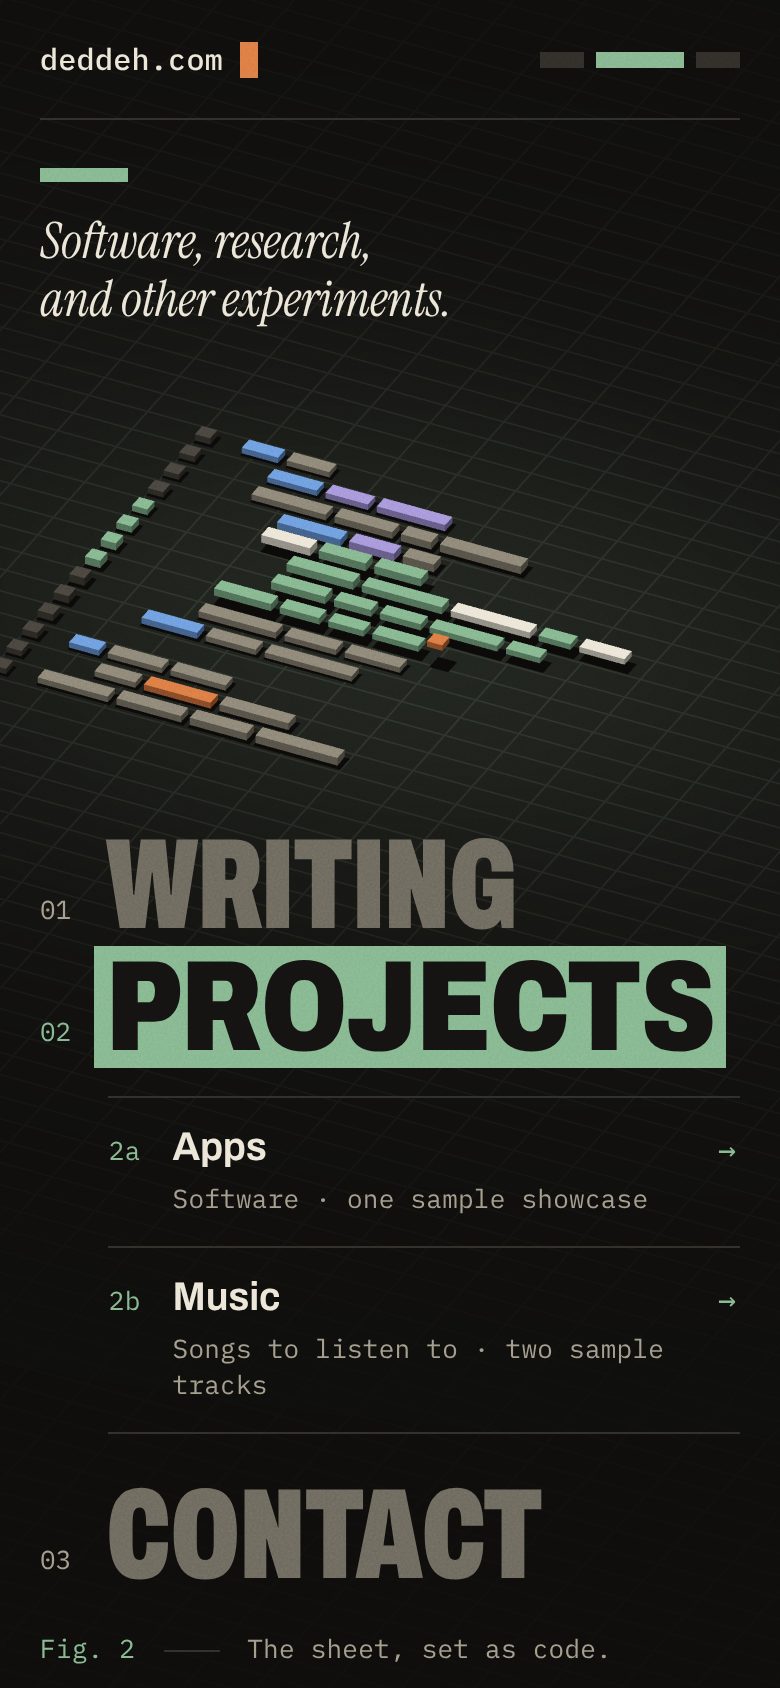 deddeh.com
Software, research,
and other experiments.
01 WRITING
02 PROJECTS
2a Apps →
Software · one sample showcase
2b Music →
Songs to listen to · two sample
tracks
03 CONTACT
Fig. 2 — The sheet, set as code.